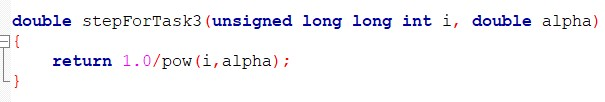 double stepForTask3(unsigned long long int i, double alpha)
{
return 1.0/pow(i,alpha);
}